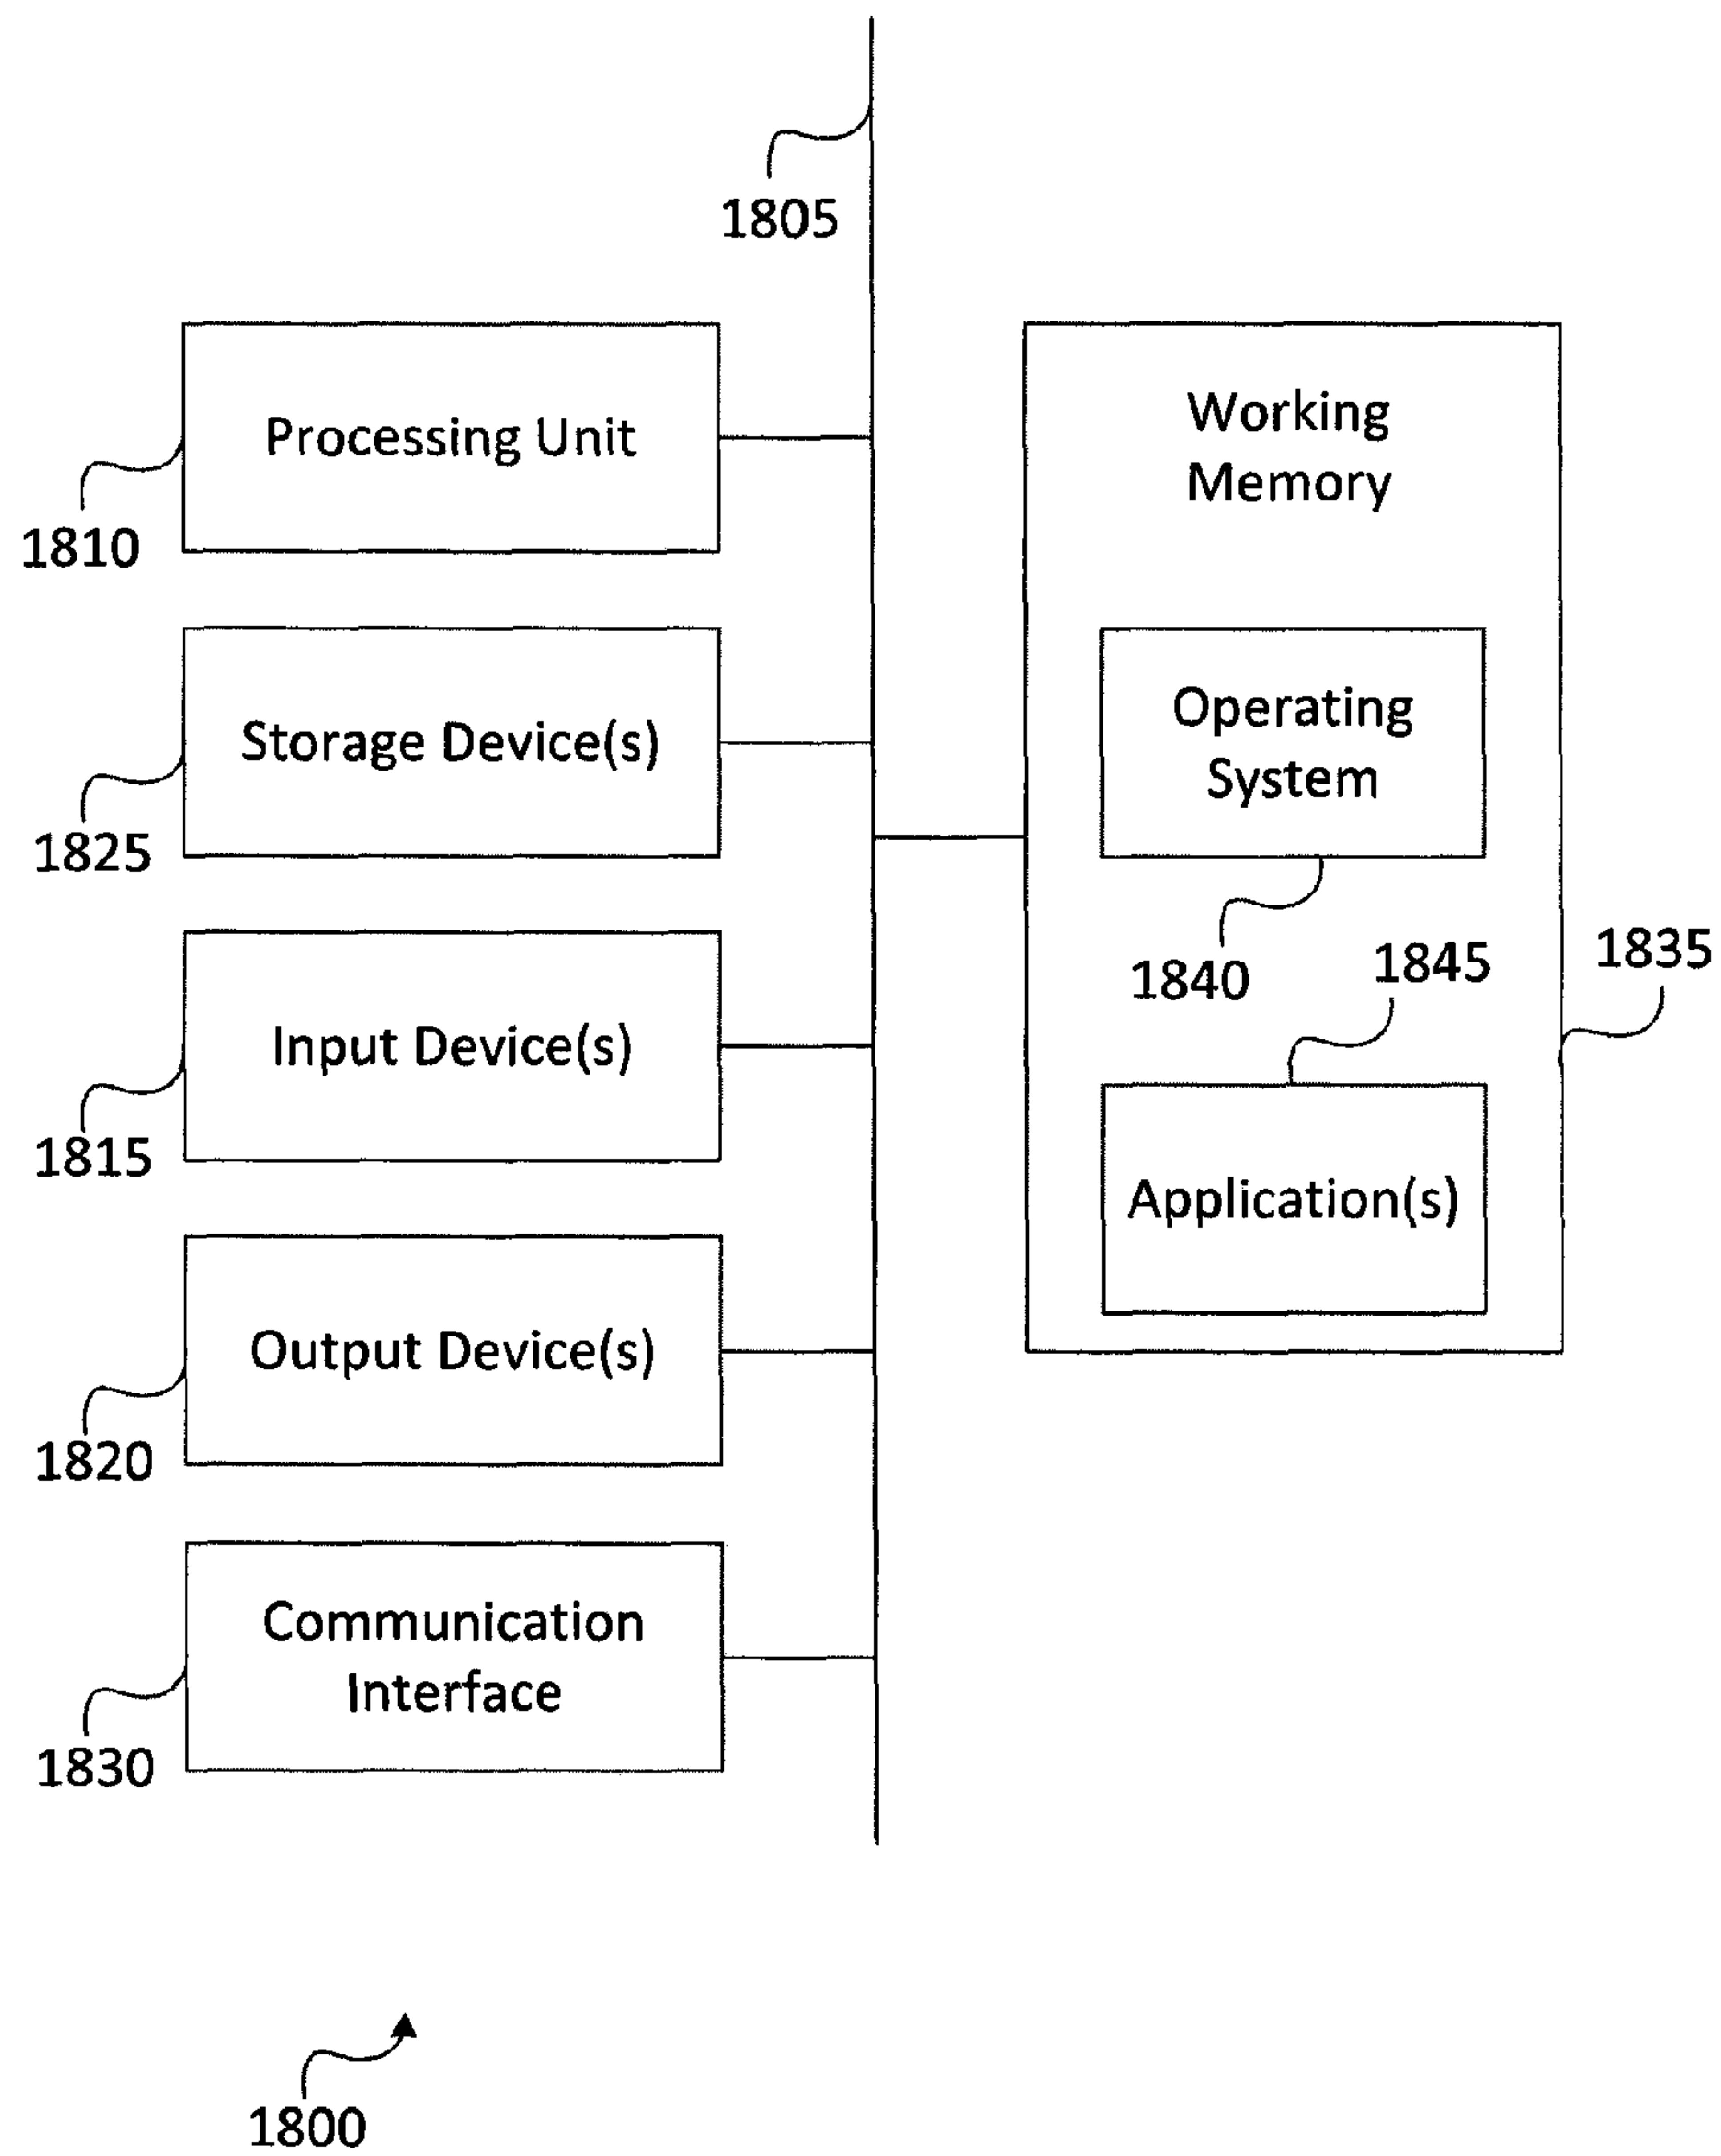 1805
Processing Unit
1810
Storage Device(s)
1825
Input Device(s)
1815
Output Device(s)
1820
Communication
Interface
1830
Working
Memory
Operating
System
1840
1845
1835
Application(s)
1800